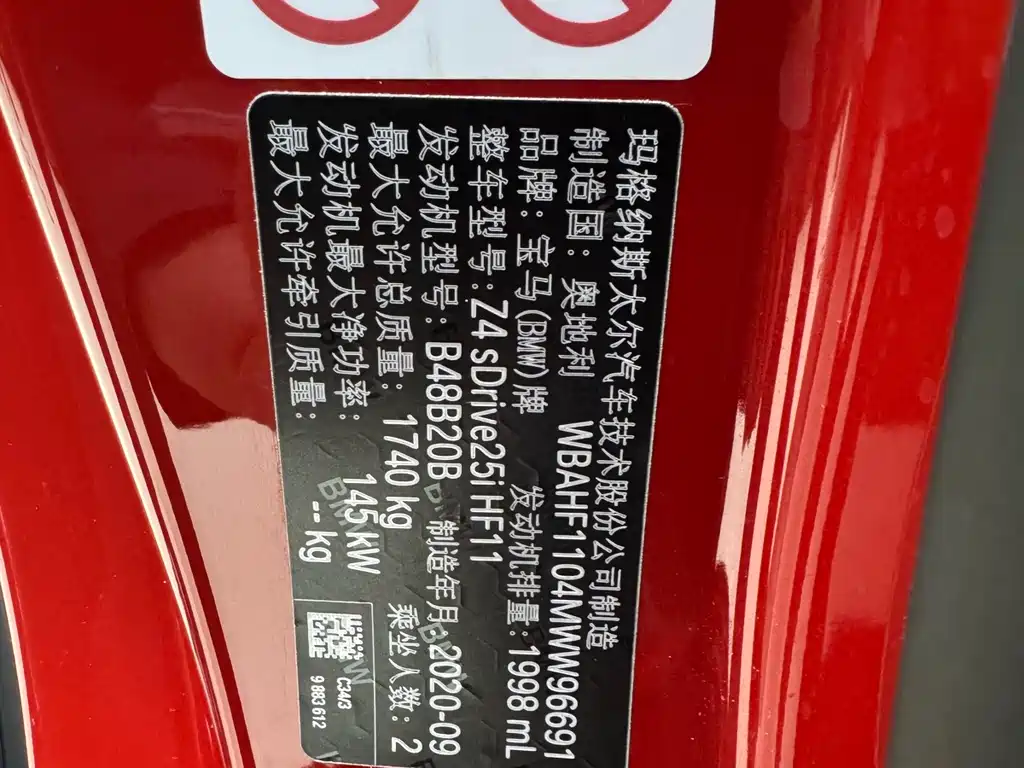 玛格纳斯太尔汽车技术股份公司制造
制造国：奥地利 WBAHF1104MWW96691
品牌：宝马(BMW)牌 发动机排量：1998 mL
整车型号：Z4 sDrive25i HF11
发动机型号：B48B20B 制造年月 2020-09
最大允许总质量：1740 kg 乘坐人数：2
发动机最大净功率：145 kW
最大允许牵引质量：-- kg
C34/3
9 883 612